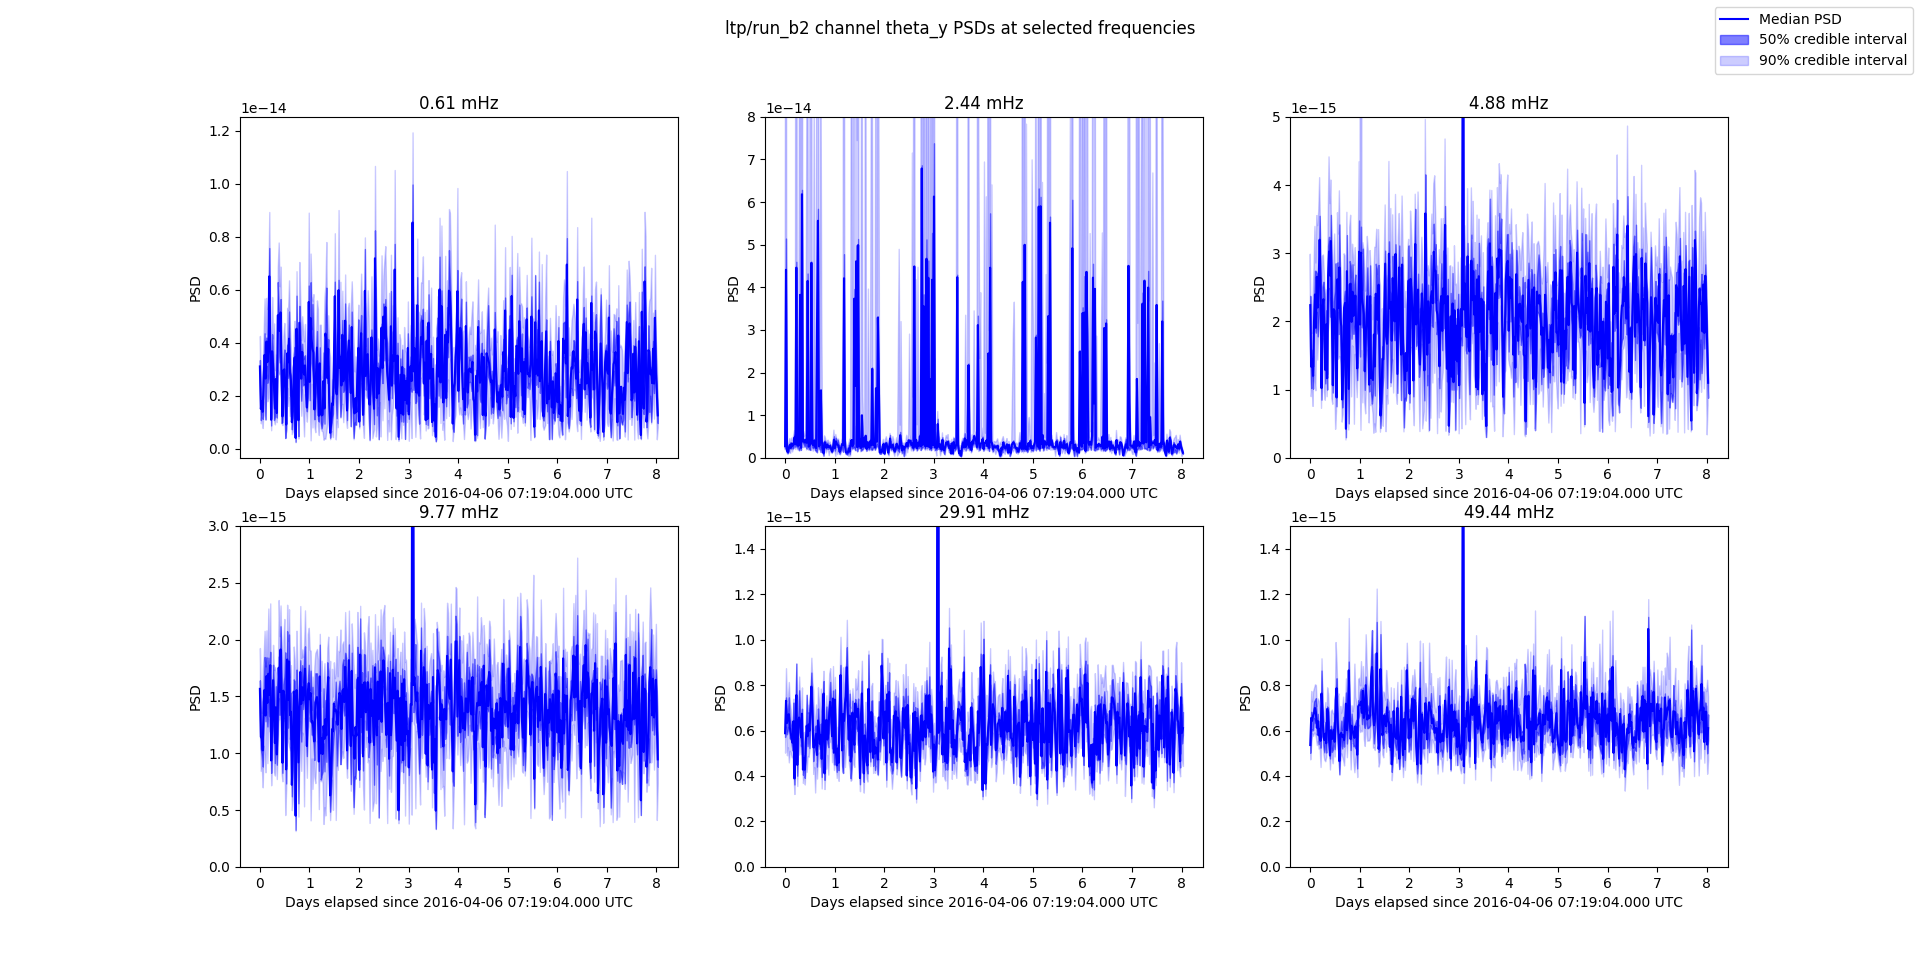 ltp/run_b2 channel theta_y PSDs at selected frequencies
Median PSD
50% credible interval
90% credible interval
0.61 mHz
1e−14
1.2
1.0
0.8
0.6
0.4
0.2
0.0
PSD
0 1 2 3 4 5 6 7 8
Days elapsed since 2016-04-06 07:19:04.000 UTC
2.44 mHz
1e−14
8
7
6
5
4
3
2
1
0
PSD
0 1 2 3 4 5 6 7 8
Days elapsed since 2016-04-06 07:19:04.000 UTC
4.88 mHz
1e−15
5
4
3
2
1
0
PSD
0 1 2 3 4 5 6 7 8
Days elapsed since 2016-04-06 07:19:04.000 UTC
9.77 mHz
1e−15
3.0
2.5
2.0
1.5
1.0
0.5
0.0
PSD
0 1 2 3 4 5 6 7 8
Days elapsed since 2016-04-06 07:19:04.000 UTC
29.91 mHz
1e−15
1.4
1.2
1.0
0.8
0.6
0.4
0.2
0.0
PSD
0 1 2 3 4 5 6 7 8
Days elapsed since 2016-04-06 07:19:04.000 UTC
49.44 mHz
1e−15
1.4
1.2
1.0
0.8
0.6
0.4
0.2
0.0
PSD
0 1 2 3 4 5 6 7 8
Days elapsed since 2016-04-06 07:19:04.000 UTC